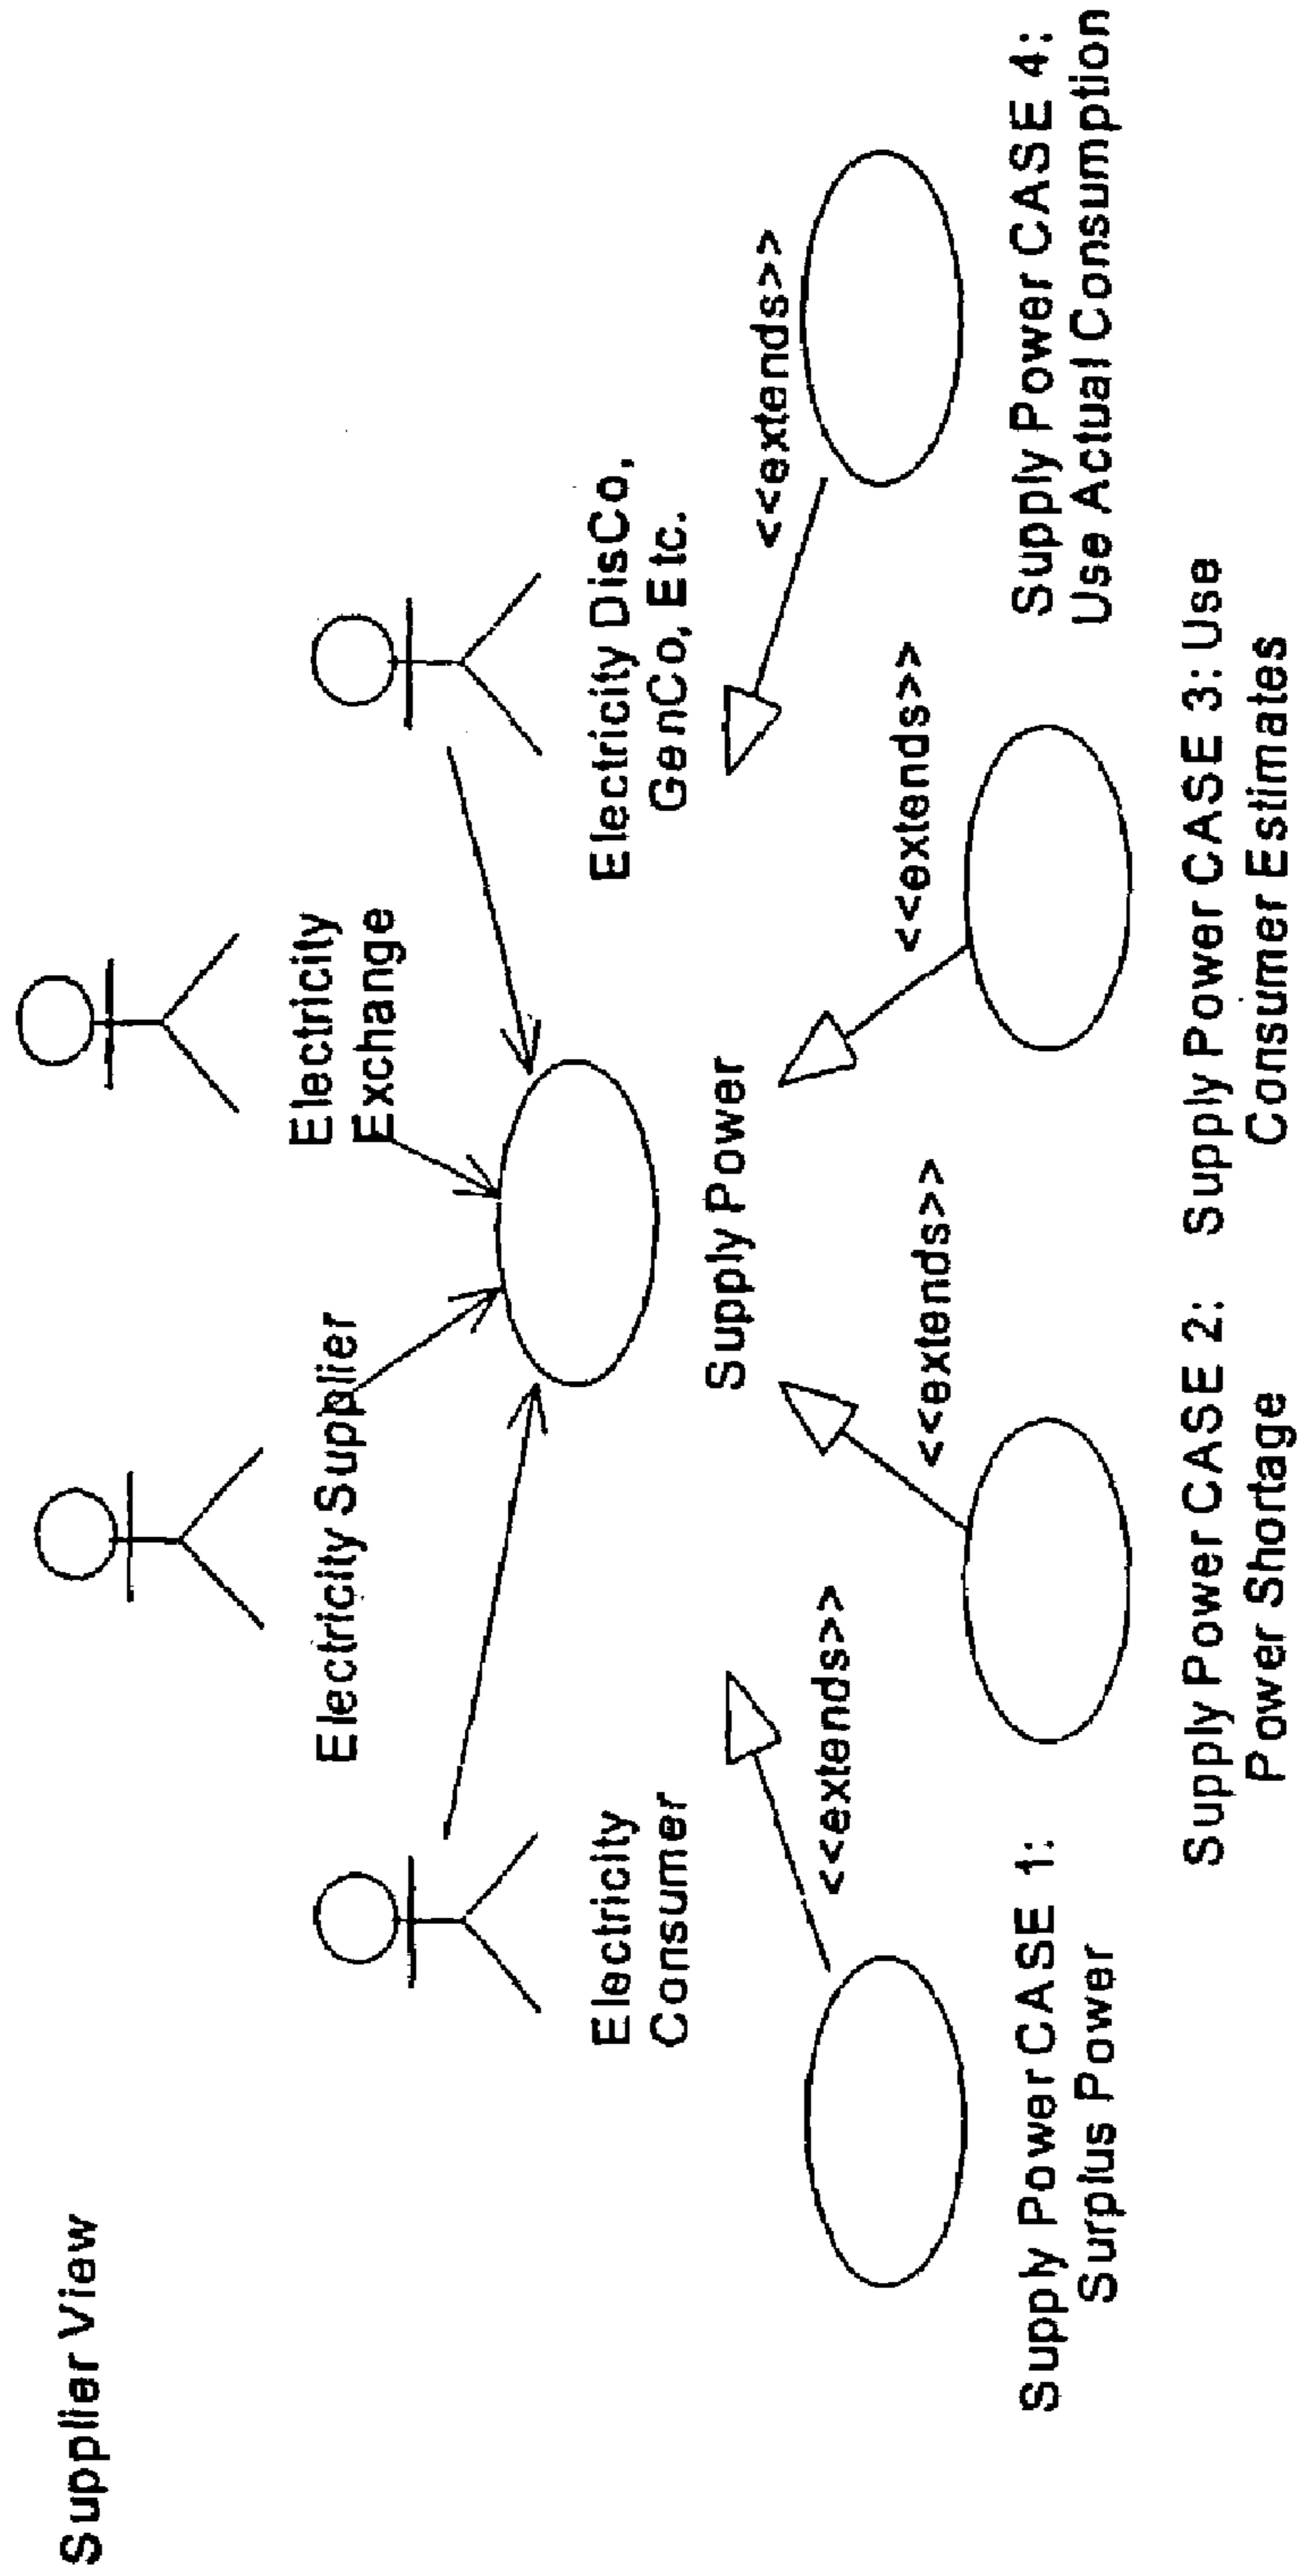 Supplier View
Electricity Supplier
Electricity
Exchange
Electricity
Consumer
Electricity DisCo,
GenCo, Etc.
Supply Power
<<extends>>
<<extends>>
<<extends>>
<<extends>>
Supply Power CASE 1:
Surplus Power
Supply Power CASE 2:
Power Shortage
Supply Power CASE 3: Use
Consumer Estimates
Supply Power CASE 4:
Use Actual Consumption